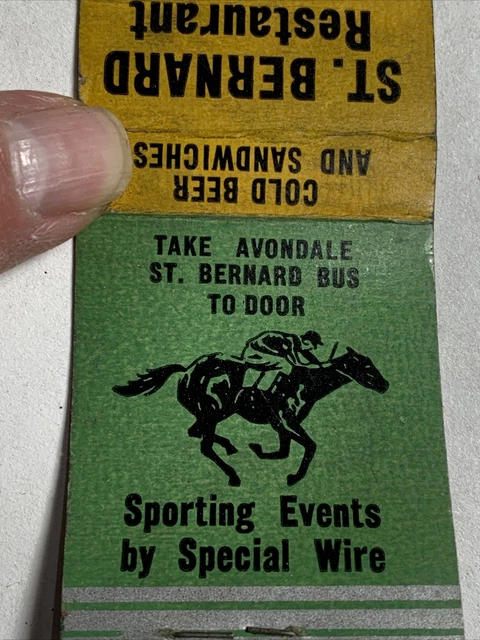 ST. BERNARD
Restaurant
COLD BEER
AND SANDWICHES
TAKE AVONDALE
ST. BERNARD BUS
TO DOOR
Sporting Events
by Special Wire